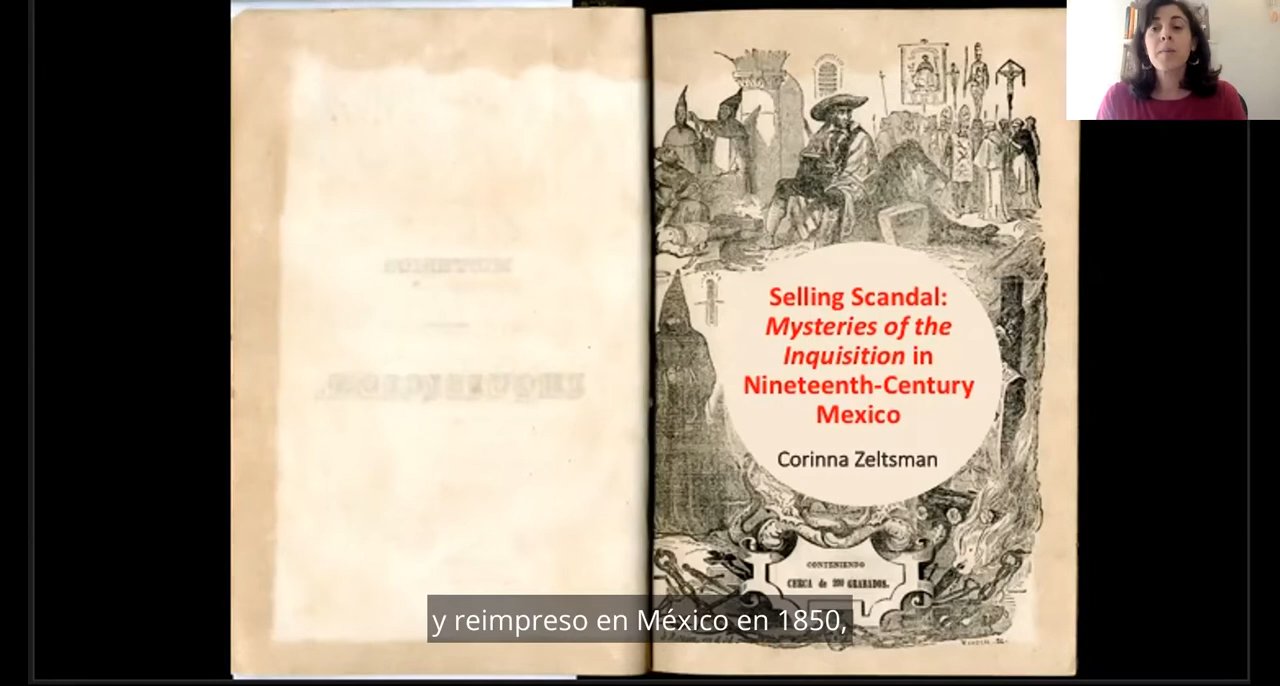 Selling Scandal:
Mysteries of the
Inquisition in
Nineteenth-Century
Mexico
Corinna Zeltsman
CONTENIENDO
CERCA de 200 GRABADOS.
y reimpreso en México en 1850,